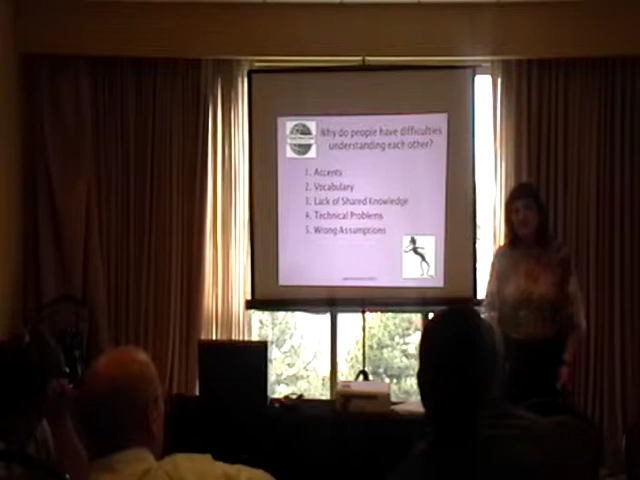 Why do people have difficulties
understanding each other?
1. Accents
2. Vocabulary
3. Lack of Shared Knowledge
4. Technical Problems
5. Wrong Assumptions